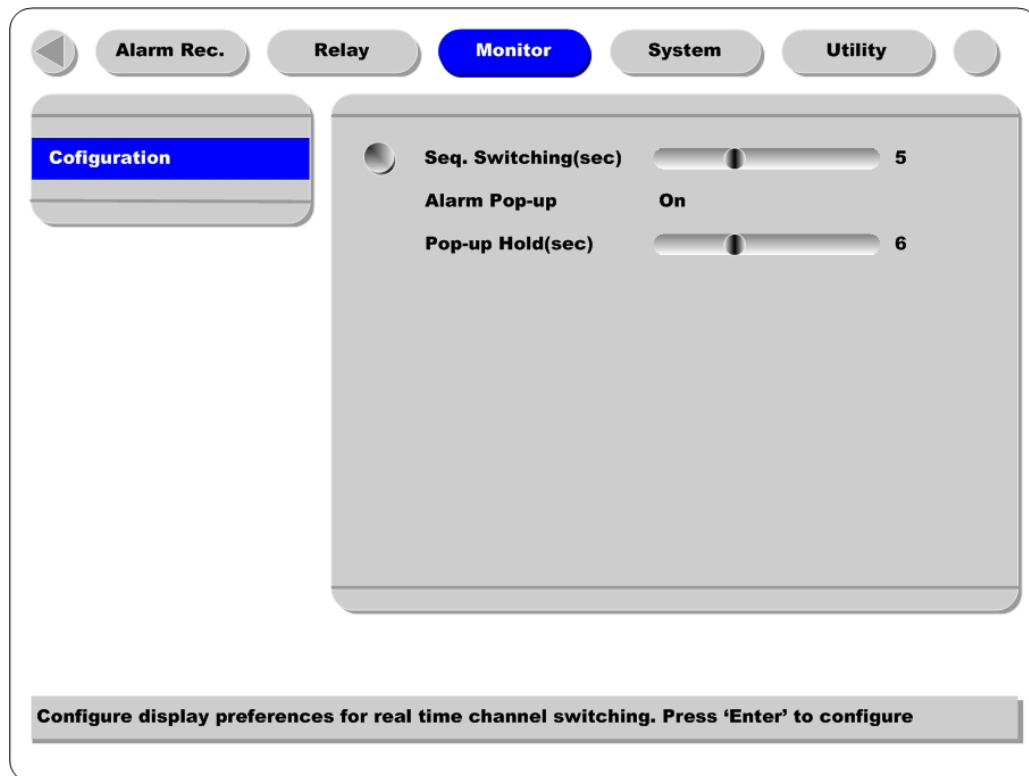 Alarm Rec. Relay Monitor System Utility
Cofiguration
Seq. Switching(sec) 5
Alarm Pop-up On
Pop-up Hold(sec) 6
Configure display preferences for real time channel switching. Press ‘Enter’ to configure